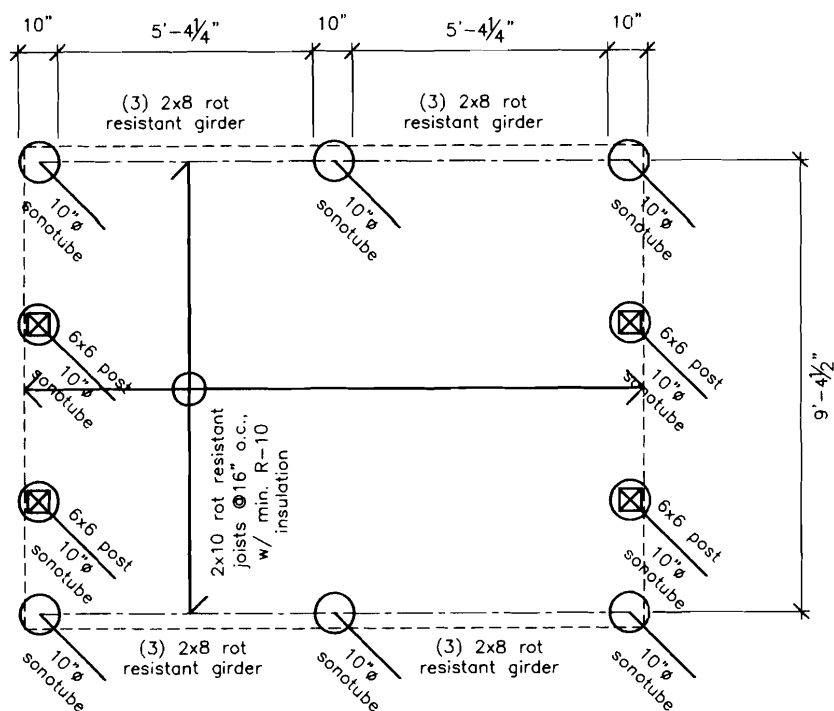 10"
5'-4¼"
10"
5'-4¼"
10"
(3) 2x8 rot
resistant girder
(3) 2x8 rot
resistant girder
10"ø
sonotube
10"ø
sonotube
10"ø
sonotube
6x6 post
10"ø
sonotube
6x6 post
10"ø
sonotube
9'-4½"
2x10 rot resistant
joists @16" o.c.,
w/ min. R-10
insulation
6x6 post
10"ø
sonotube
6x6 post
10"ø
sonotube
(3) 2x8 rot
resistant girder
(3) 2x8 rot
resistant girder
10"ø
sonotube
10"ø
sonotube
10"ø
sonotube